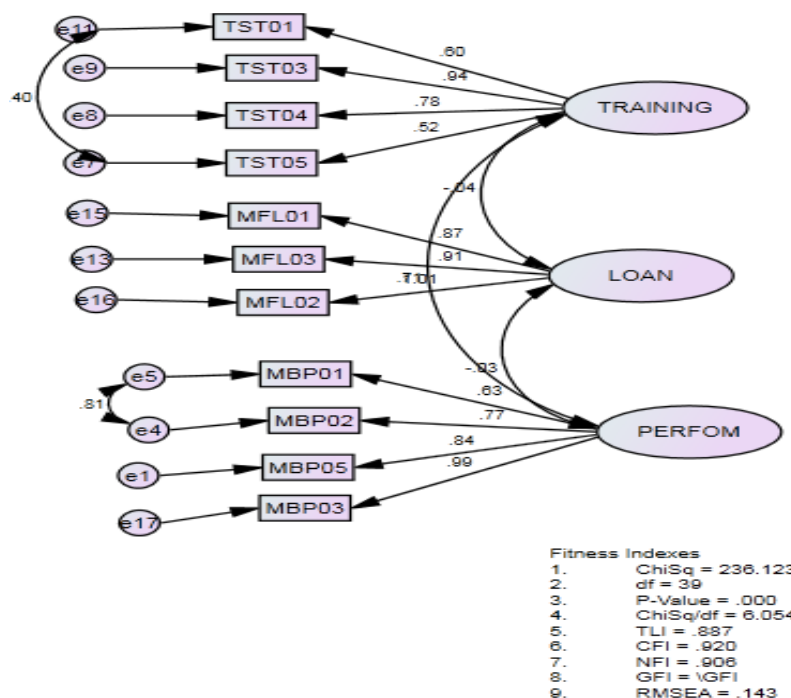 e11 TST01 .60
e9 TST03 .94
e8 TST04 .78
40
e7 TST05 .52
TRAINING
-.04
e15 MFL01 .87
e13 MFL03 .91
e16 MFL02 1.01
LOAN
-.03
e5 MBP01 .63
.81
e4 MBP02 .77
e1 MBP05 .84
e17 MBP03 .99
PERFOM
Fitness Indexes
1. ChiSq = 236.123
2. df = 39
3. P-Value = .000
4. ChiSq/df = 6.054
5. TLI = .887
6. CFI = .920
7. NFI = .906
8. GFI = \GFI
9. RMSEA = .143